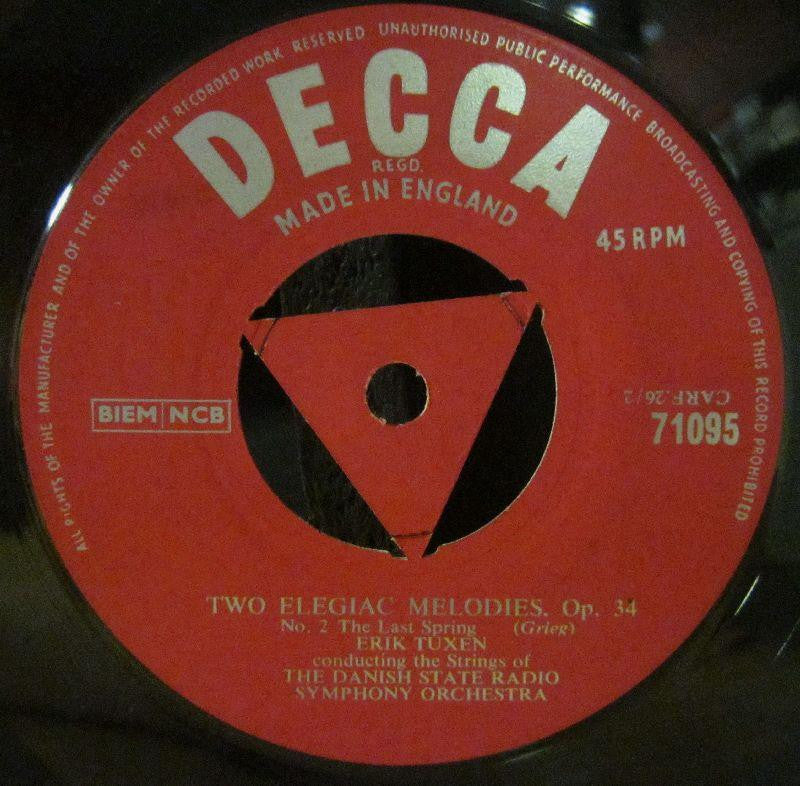 ALL RIGHTS OF THE MANUFACTURER AND OF THE OWNER OF THE RECORDED WORK RESERVED UNAUTHORISED PUBLIC PERFORMANCE BROADCASTING AND COPYING OF THIS RECORD PROHIBITED
DECCA
REGD.
MADE IN ENGLAND
45 RPM
BIEM NCB
CARF.26/2
71095
TWO ELEGIAC MELODIES, Op. 34
No. 2 The Last Spring (Grieg)
ERIK TUXEN
conducting the Strings of
THE DANISH STATE RADIO
SYMPHONY ORCHESTRA